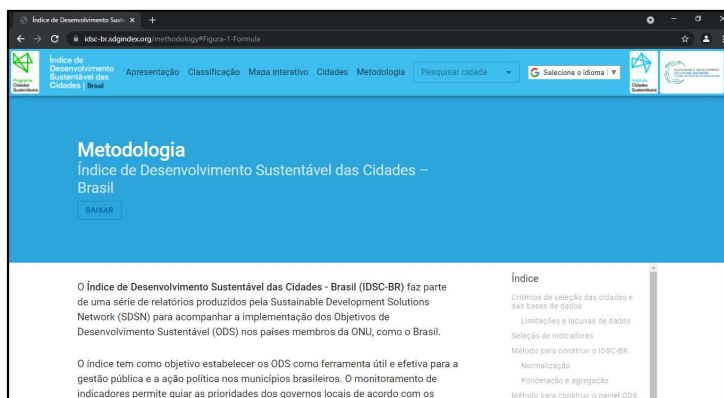 Índice de Desenvolvimento Sust
idsc-br.sdgindex.org/methodology#Figura-1-Formula
Programa
Cidades
Sustentáveis
Índice de
Desenvolvimento
Sustentável das
Cidades | Brasil
Apresentação Classificação Mapa interativo Cidades Metodologia
Pesquisar cidade
Selecione o idioma
Instituto
Cidades
Sustentáveis
Metodologia
Índice de Desenvolvimento Sustentável das Cidades –
Brasil
BAIXAR
O Índice de Desenvolvimento Sustentável das Cidades - Brasil (IDSC-BR) faz parte
de uma série de relatórios produzidos pela Sustainable Development Solutions
Network (SDSN) para acompanhar a implementação dos Objetivos de
Desenvolvimento Sustentável (ODS) nos países membros da ONU, como o Brasil.
O índice tem como objetivo estabelecer os ODS como ferramenta útil e efetiva para a
gestão pública e a ação política nos municípios brasileiros. O monitoramento de
indicadores permite guiar as prioridades dos governos locais de acordo com os
Índice
Critérios de seleção das cidades e
das bases de dados
Limitações e lacunas de dados
Seleção de indicadores
Método para construir o IDSC-BR
Normalização
Ponderação e agregação
Método para construir o painel ODS